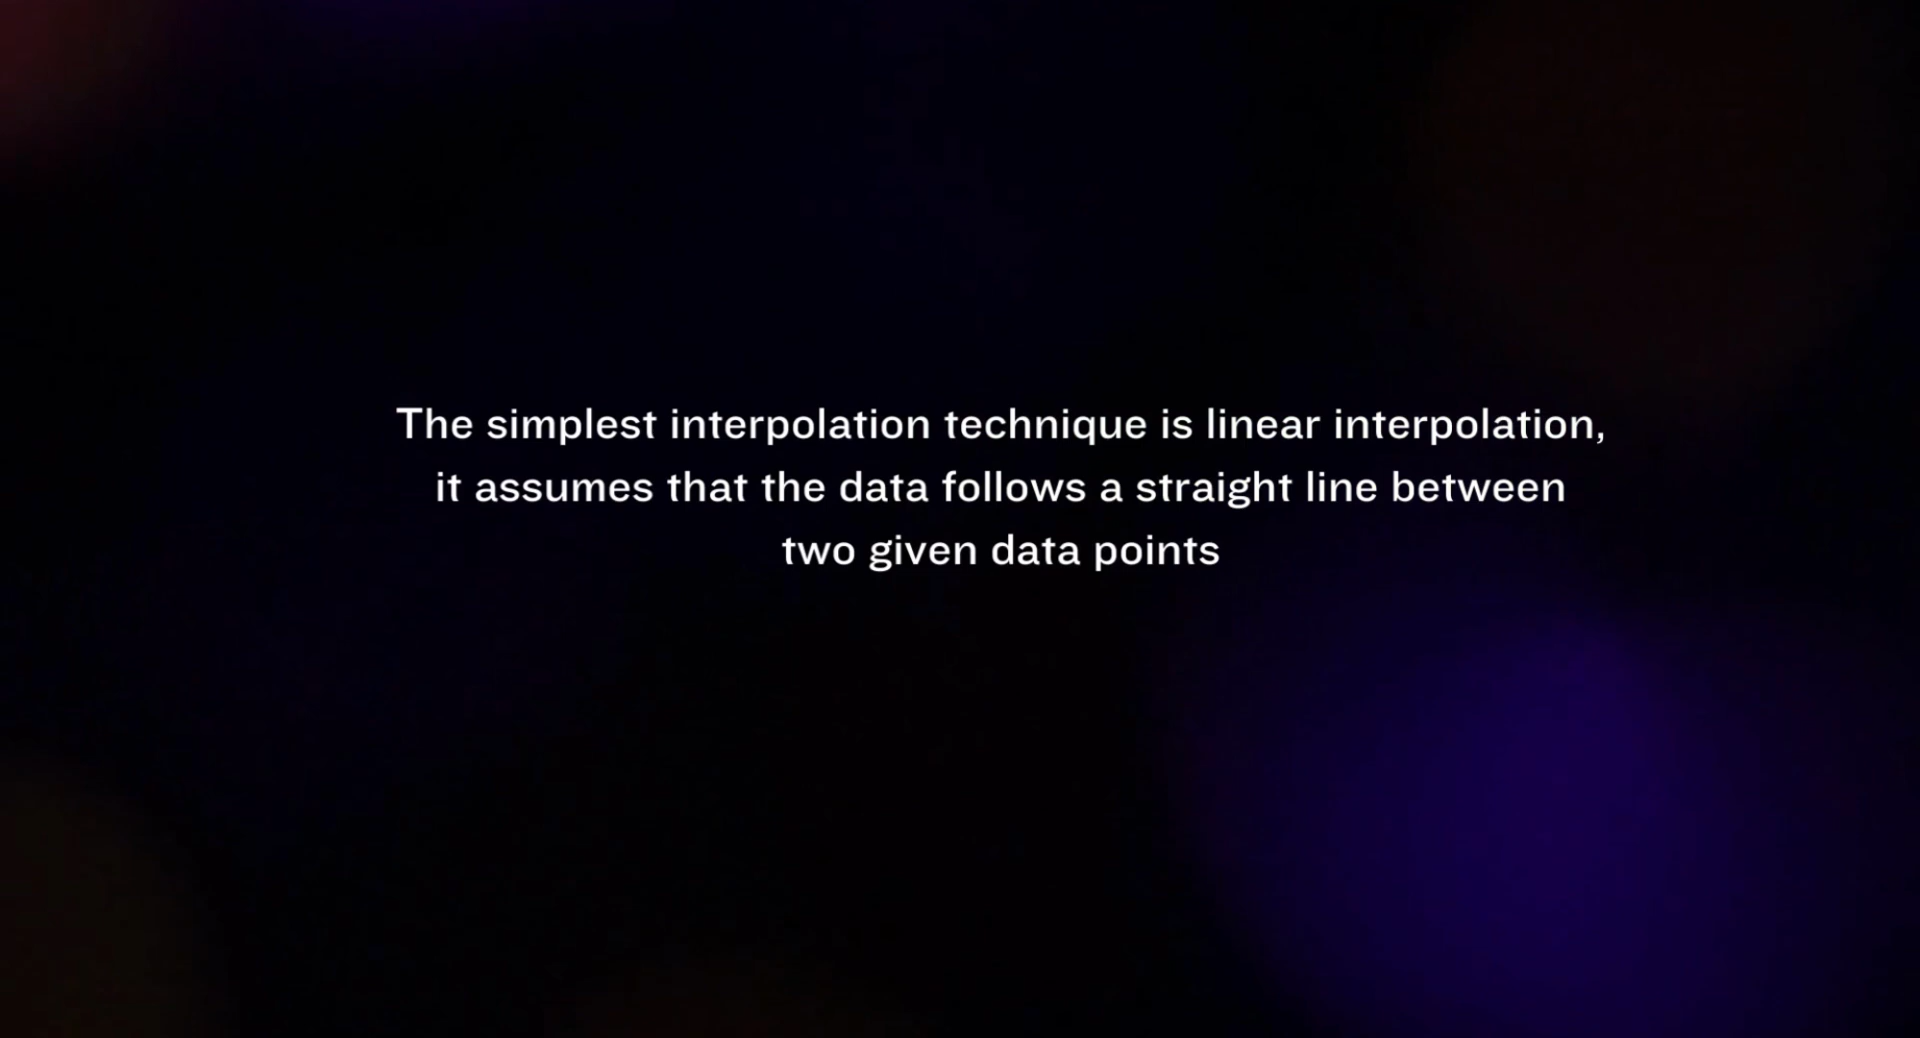 The simplest interpolation technique is linear interpolation,
it assumes that the data follows a straight line between
two given data points